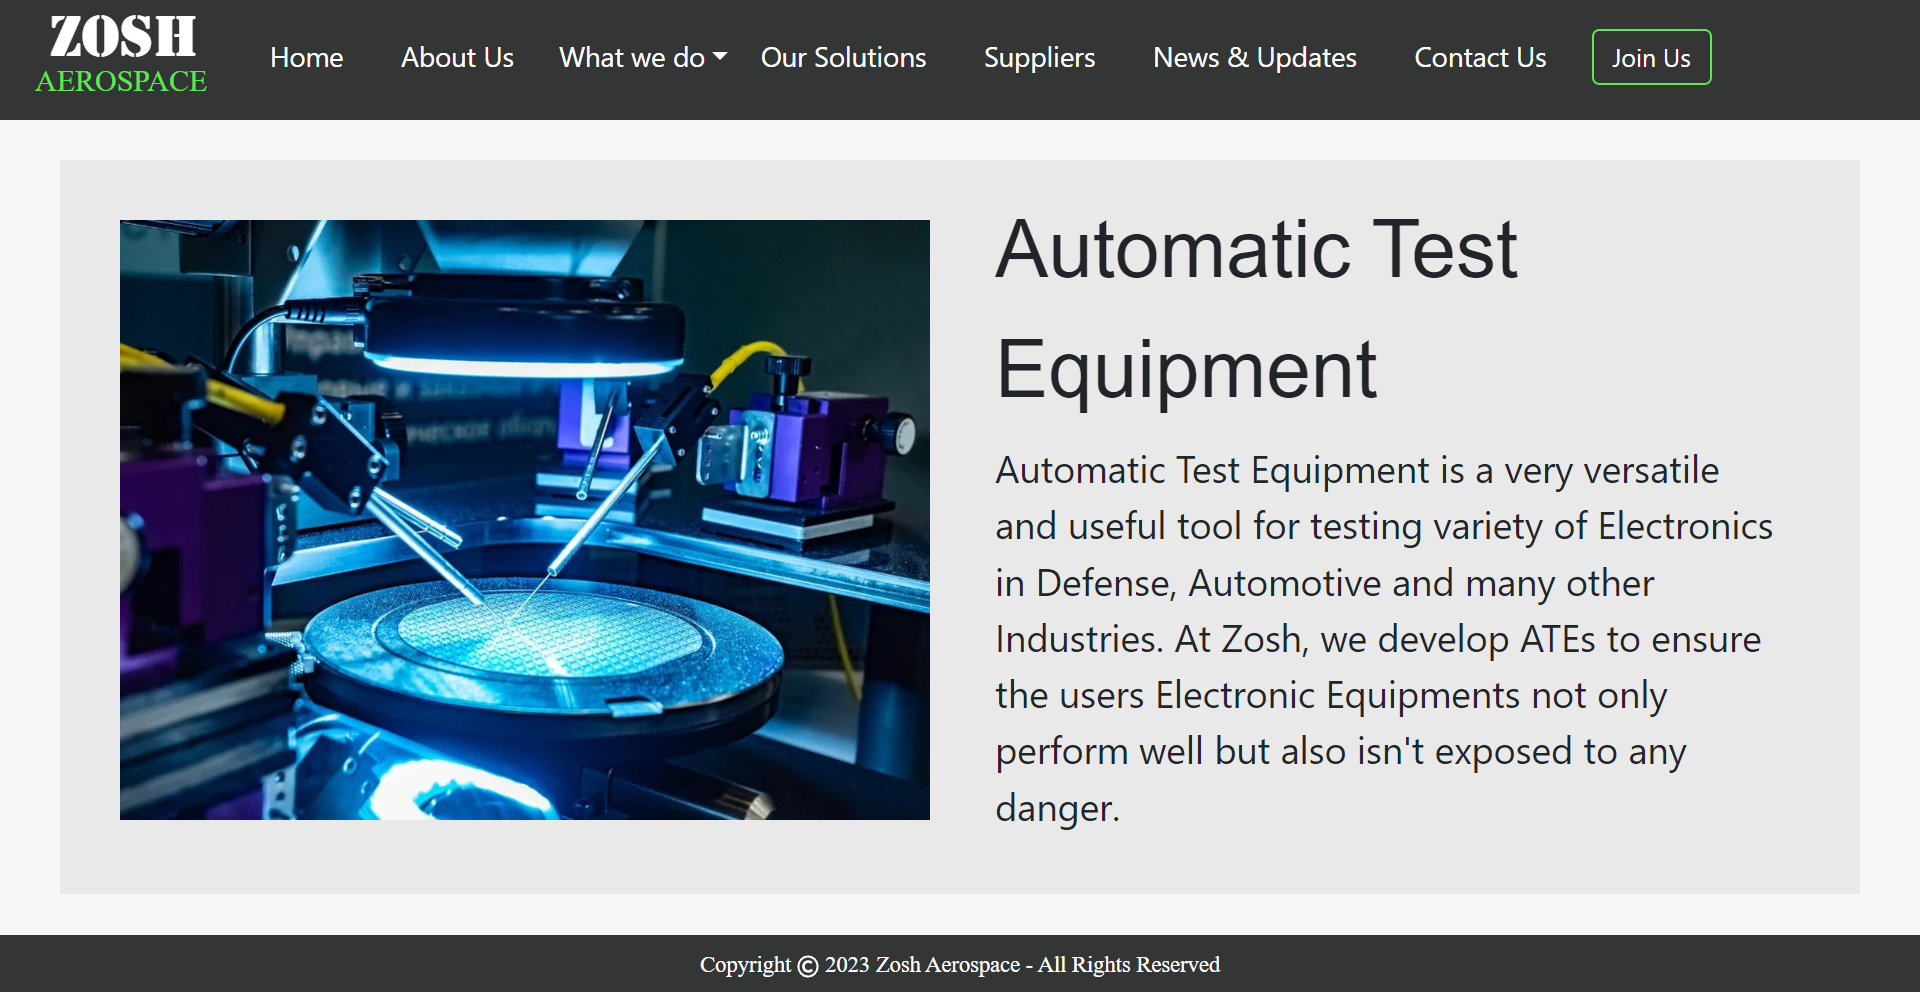 ZOSH
AEROSPACE
Home About Us What we do Our Solutions Suppliers News & Updates Contact Us Join Us
Automatic Test
Equipment
Automatic Test Equipment is a very versatile
and useful tool for testing variety of Electronics
in Defense, Automotive and many other
Industries. At Zosh, we develop ATEs to ensure
the users Electronic Equipments not only
perform well but also isn't exposed to any
danger.
Copyright © 2023 Zosh Aerospace - All Rights Reserved